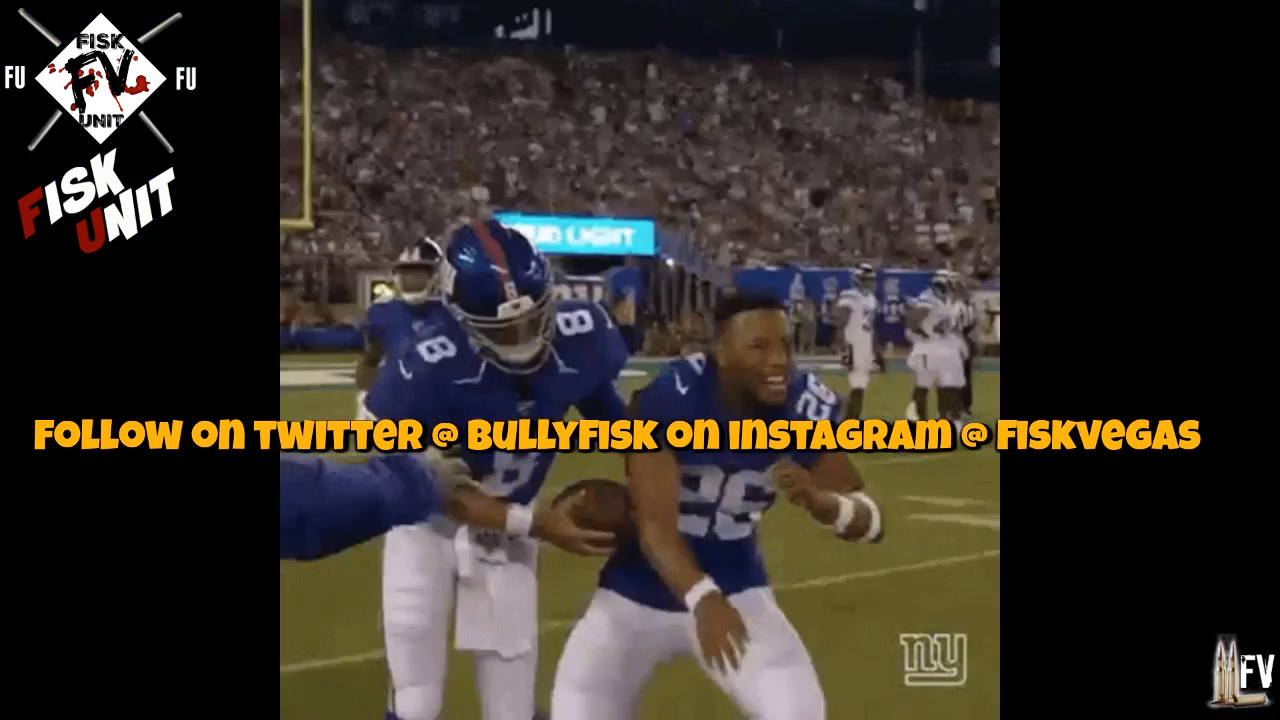 FISK
FV
UNIT
FU
FU
FISK
UNIT
BUD LIGHT
8
8
8
26
26
FOLLOW ON TWITTER @ BULLYFISK ON INSTAGRAM @ FISKVEGAS
ny
FV